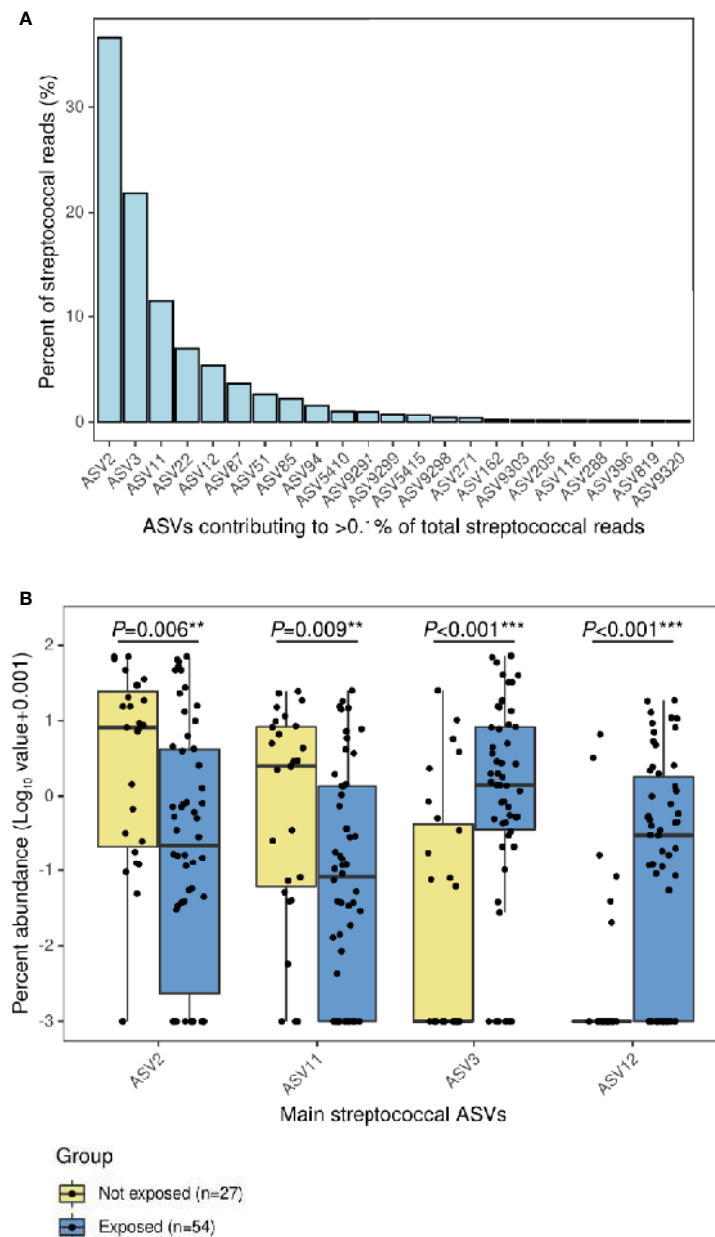 A
Percent of streptococcal reads (%)
30
20
10
0
ASV2
ASV3
ASV11
ASV22
ASV12
ASV87
ASV51
ASV85
ASV94
ASV5410
ASV9291
ASV9299
ASV5415
ASV9298
ASV271
ASV162
ASV9303
ASV205
ASV116
ASV288
ASV396
ASV819
ASV9320
ASVs contributing to >0.1% of total streptococcal reads
B
Percent abundance (Log10 value+0.001)
P=0.006**
P=0.009**
P<0.001***
P<0.001***
2
1
0
-1
-2
-3
ASV2
ASV11
ASV3
ASV12
Main streptococcal ASVs
Group
Not exposed (n=27)
Exposed (n=54)